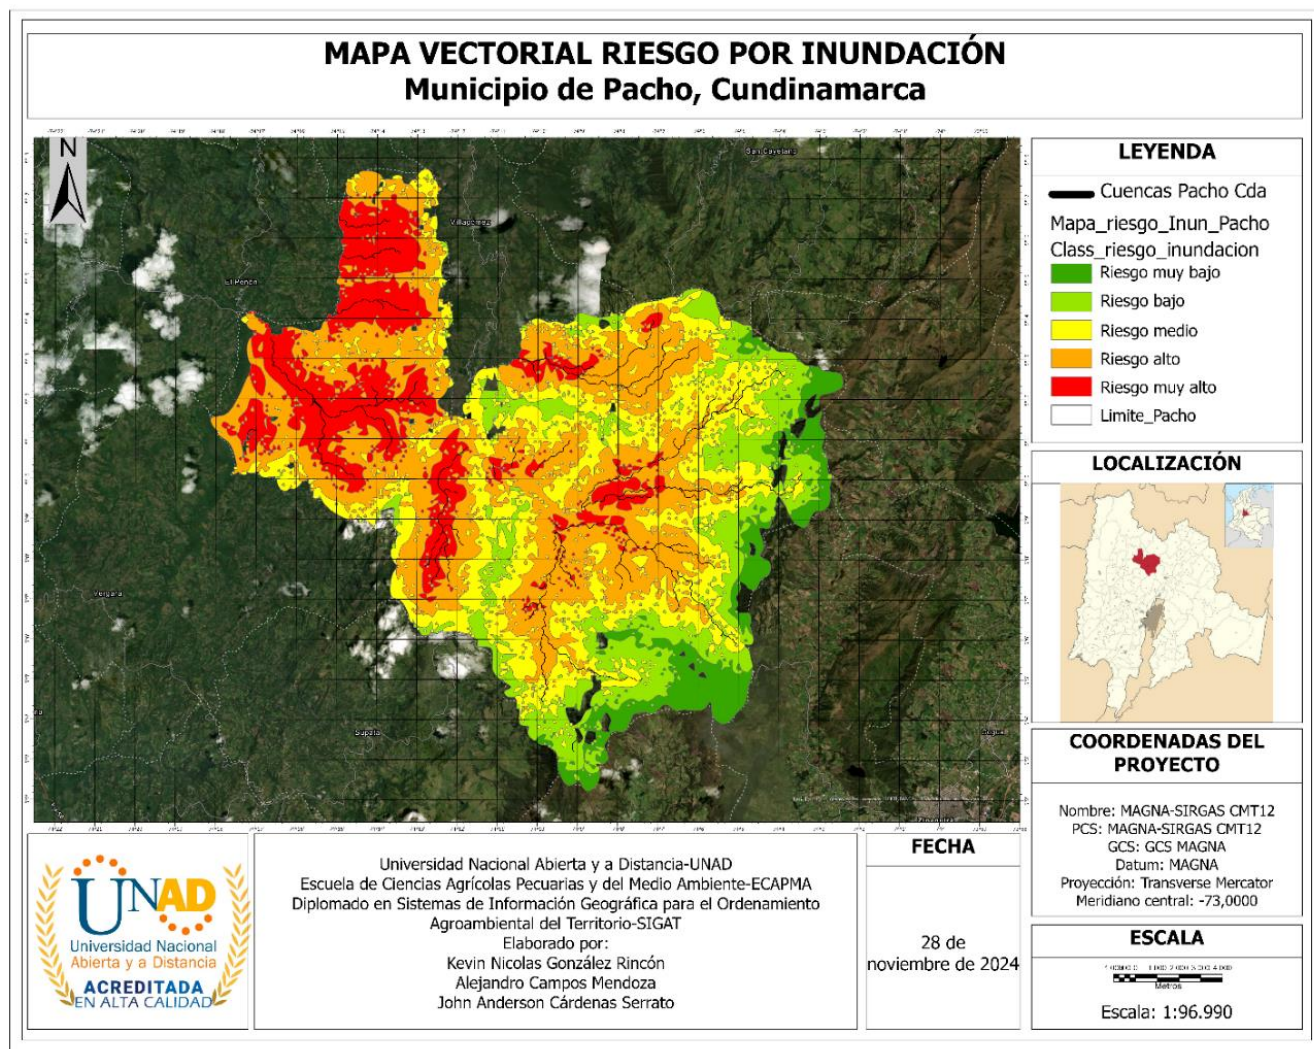 MAPA VECTORIAL RIESGO POR INUNDACIÓN
Municipio de Pacho, Cundinamarca
N
San Cayetano
Villagómez
El Peñón
Vergara
Supatá
LEYENDA
Cuencas Pacho Cda
Mapa_riesgo_Inun_Pacho
Class_riesgo_inundacion
Riesgo muy bajo
Riesgo bajo
Riesgo medio
Riesgo alto
Riesgo muy alto
Limite_Pacho
LOCALIZACIÓN
COORDENADAS DEL
PROYECTO
Nombre: MAGNA-SIRGAS CMT12
PCS: MAGNA-SIRGAS CMT12
GCS: GCS MAGNA
Datum: MAGNA
Proyección: Transverse Mercator
Meridiano central: -73,0000
ESCALA
Metros
Escala: 1:96.990
UNAD
Universidad Nacional
Abierta y a Distancia
ACREDITADA
EN ALTA CALIDAD
Universidad Nacional Abierta y a Distancia-UNAD
Escuela de Ciencias Agrícolas Pecuarias y del Medio Ambiente-ECAPMA
Diplomado en Sistemas de Información Geográfica para el Ordenamiento
Agroambiental del Territorio-SIGAT
Elaborado por:
Kevin Nicolas González Rincón
Alejandro Campos Mendoza
John Anderson Cárdenas Serrato
FECHA
28 de
noviembre de 2024